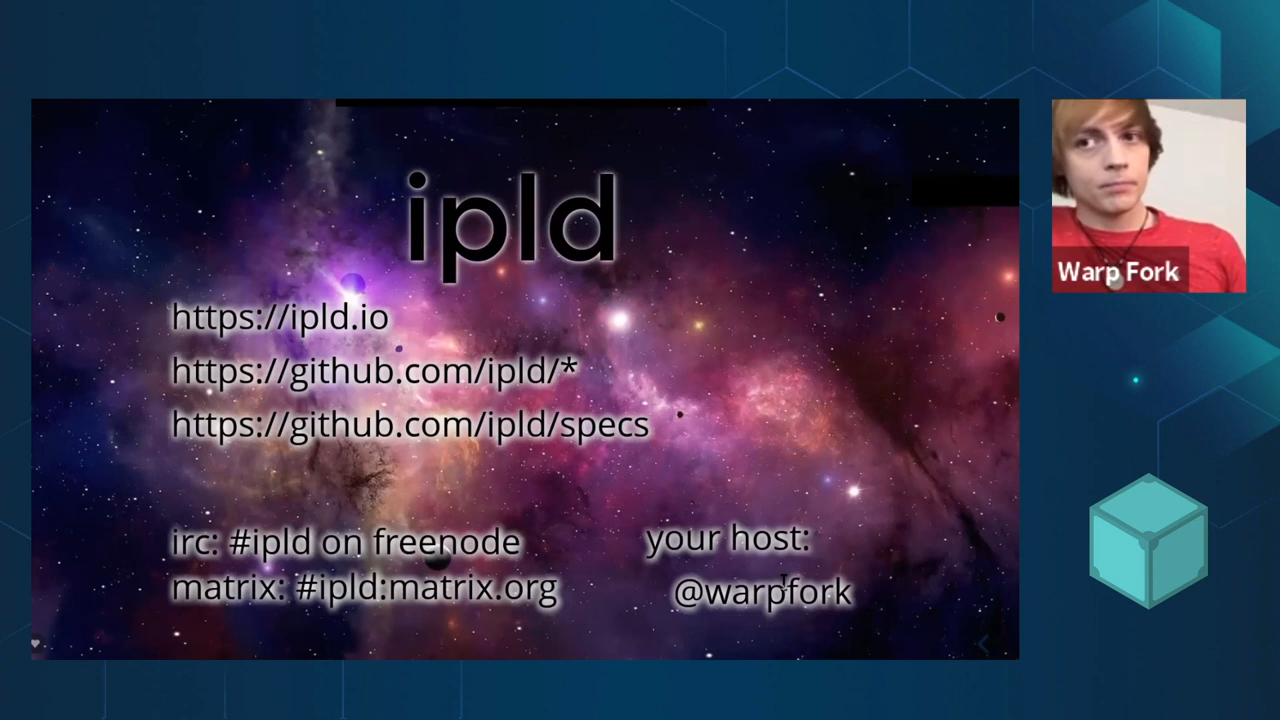 ipld
https://ipld.io
https://github.com/ipld/*
https://github.com/ipld/specs
irc: #ipld on freenode
matrix: #ipld:matrix.org
your host:
@warpfork
Warp Fork